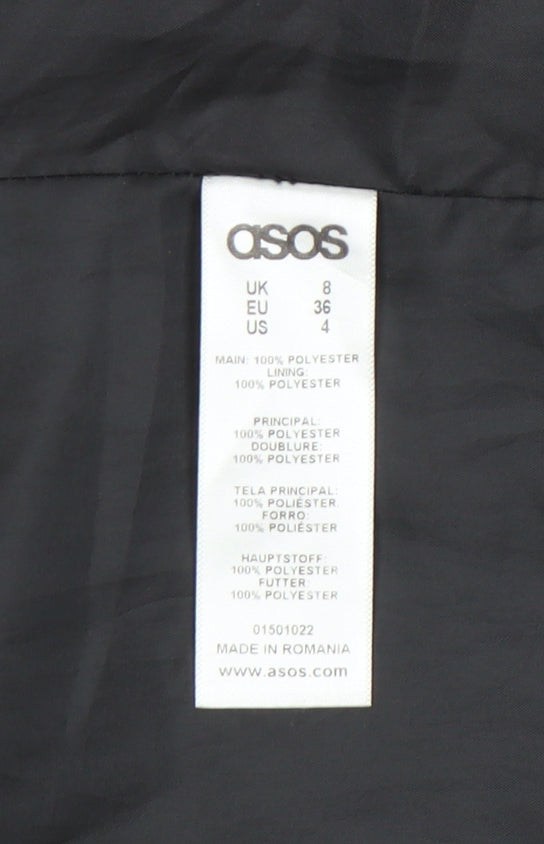 asos
UK 8
EU 36
US 4
MAIN: 100% POLYESTER
LINING:
100% POLYESTER
PRINCIPAL:
100% POLYESTER
DOUBLURE:
100% POLYESTER
TELA PRINCIPAL:
100% POLIÉSTER.
FORRO:
100% POLIÉSTER
HAUPTSTOFF:
100% POLYESTER
FUTTER:
100% POLYESTER
01501022
MADE IN ROMANIA
www.asos.com